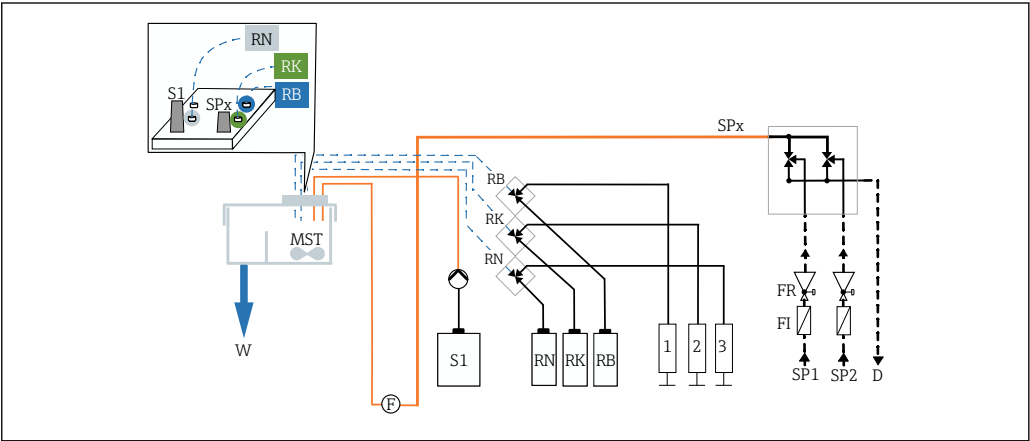 RN
RK
S1
RB
SPx
SPx
RB
RK
MST
RN
FR
FI
W
S1
RN
RK
RB
1
2
3
SP1
SP2
D
F